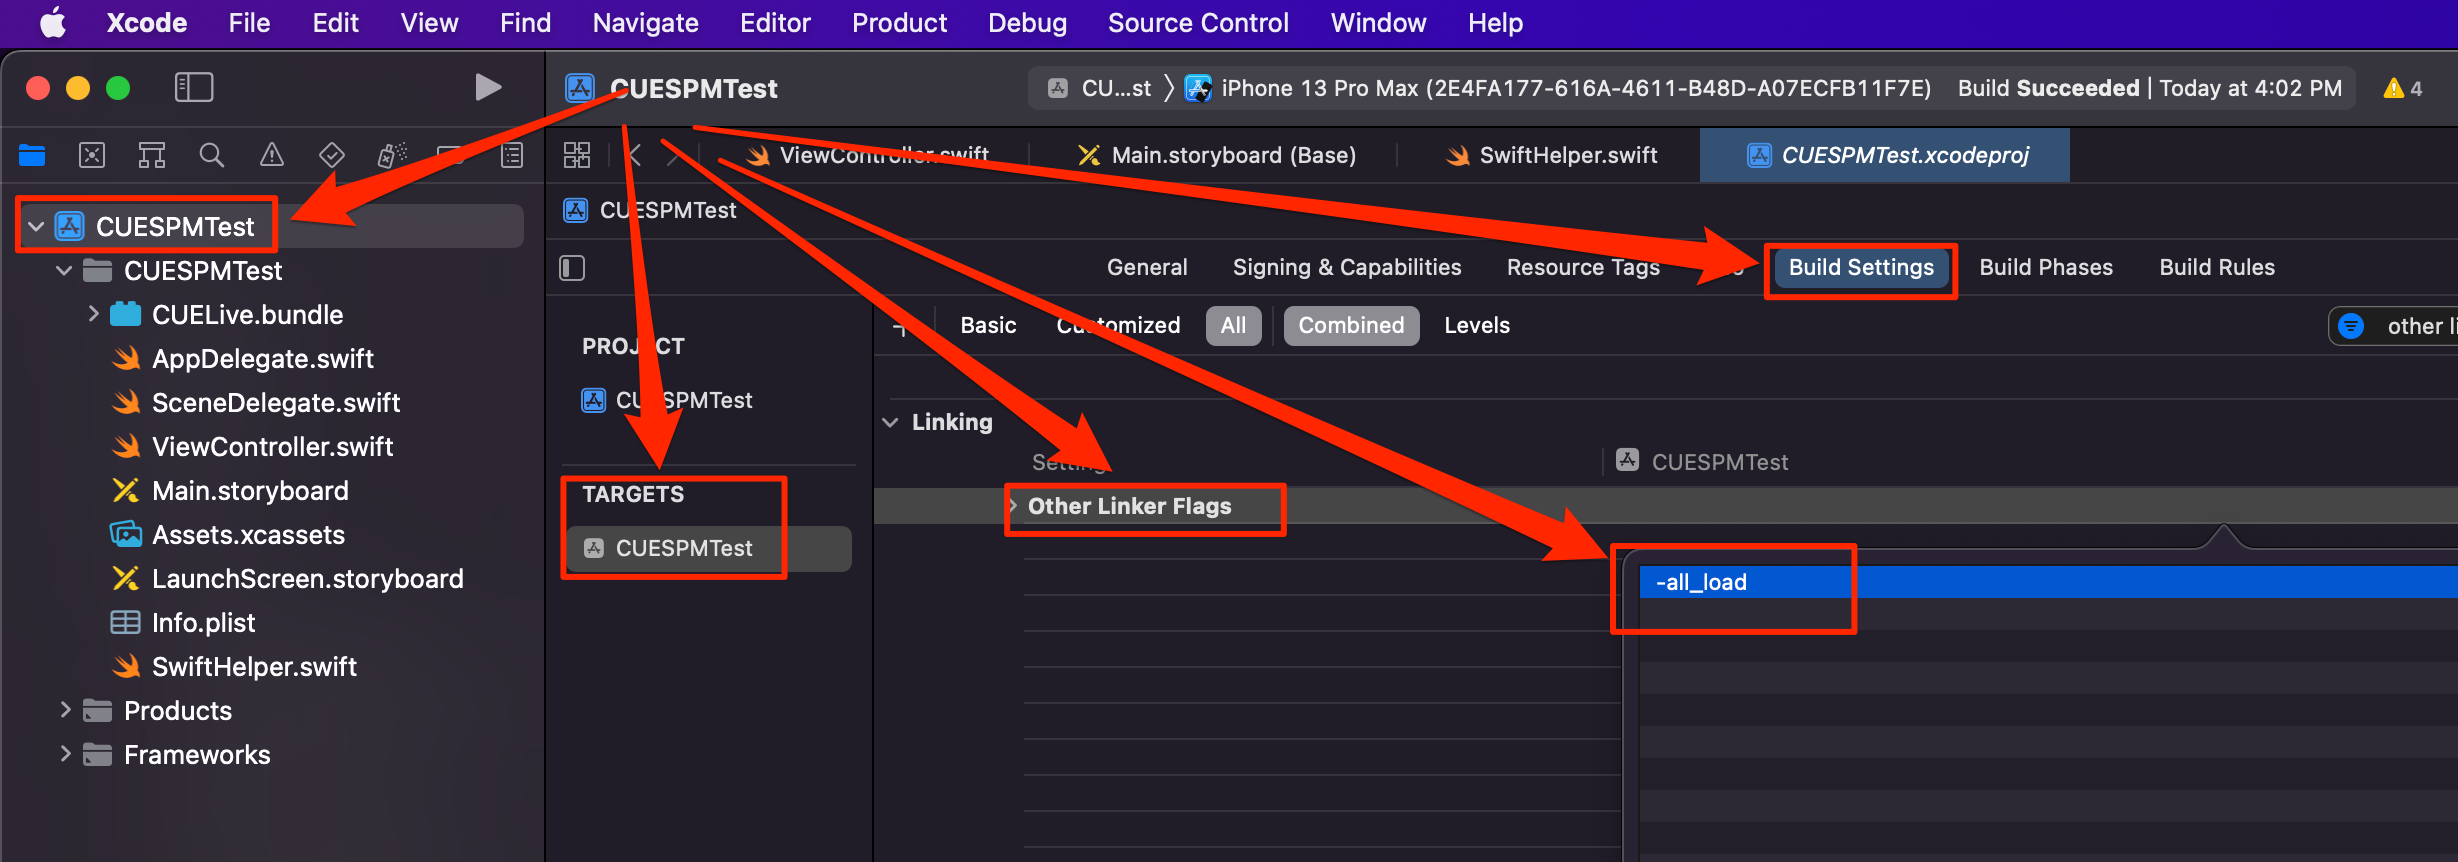 Xcode File Edit View Find Navigate Editor Product Debug Source Control Window Help
CUESPMTest
CU...st iPhone 13 Pro Max (2E4FA177-616A-4611-B48D-A07ECFB11F7E) Build Succeeded | Today at 4:02 PM 4
ViewController.swift Main.storyboard (Base) SwiftHelper.swift CUESPMTest.xcodeproj
CUESPMTest
CUESPMTest
CUELive.bundle
AppDelegate.swift
SceneDelegate.swift
ViewController.swift
Main.storyboard
Assets.xcassets
LaunchScreen.storyboard
Info.plist
SwiftHelper.swift
Products
Frameworks
CUESPMTest
General Signing & Capabilities Resource Tags Build Settings Build Phases Build Rules
PROJECT
CUESPMTest
TARGETS
CUESPMTest
+ Basic Customized All Combined Levels other li
Linking
Setting CUESPMTest
Other Linker Flags
-all_load